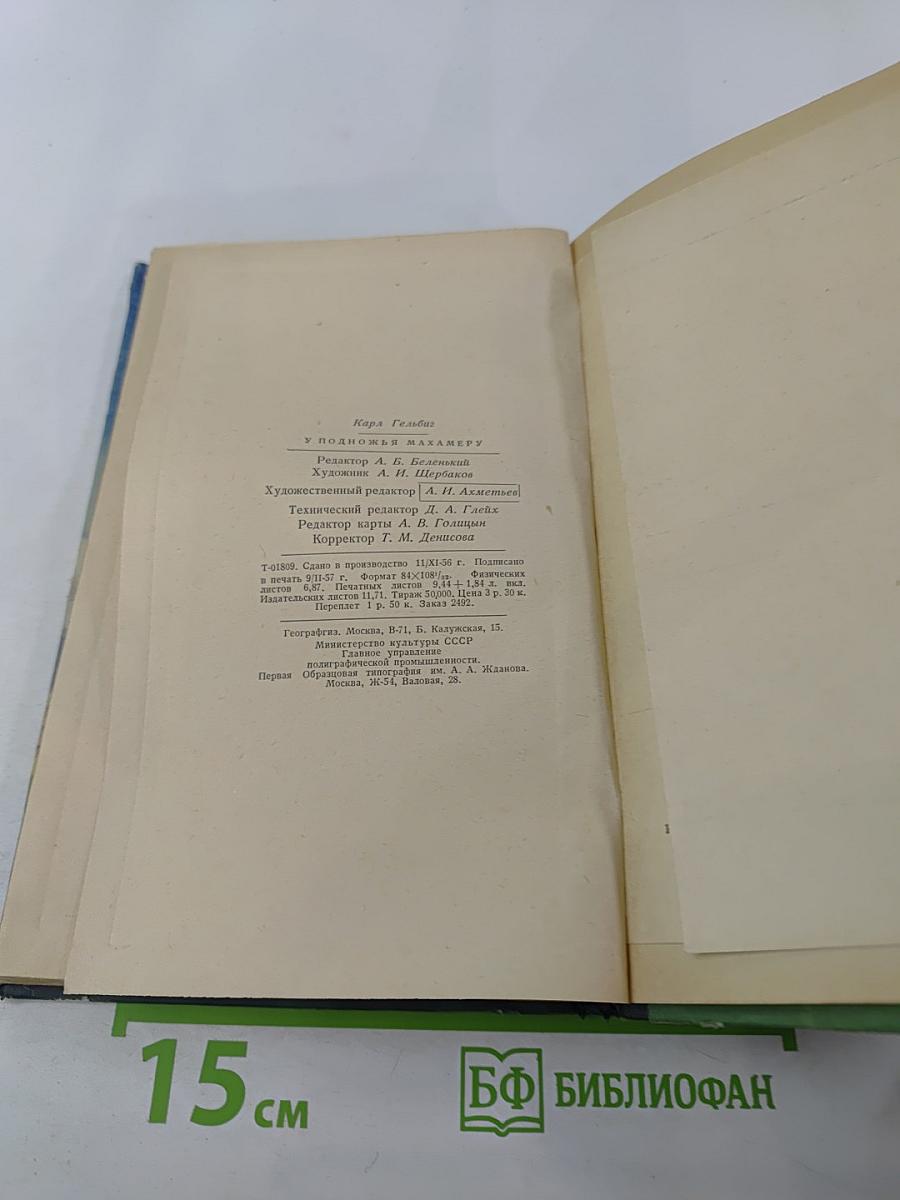 Карл Гельбиг
У ПОДНОЖЬЯ МАХАМЕРУ
Редактор А. Б. Беленький
Художник А. И. Щербаков
Художественный редактор А. И. Ахметьев
Технический редактор Д. А. Глейх
Редактор карты А. В. Голицын
Корректор Т. М. Денисова
Т-01809. Сдано в производство 11/XI-56 г. Подписано
в печать 9/II-57 г. Формат 84×108¹/₃₂. Физических
листов 6,87. Печатных листов 9,44 + 1,84 л. вкл.
Издательских листов 11,71. Тираж 50,000. Цена 3 р. 30 к.
Переплет 1 р. 50 к. Заказ 2492.
Географгиз. Москва, В-71, Б. Калужская, 15.
Министерство культуры СССР
Главное управление
полиграфической промышленности.
Первая Образцовая типография им. А. А. Жданова.
Москва, Ж-54, Валовая, 28.
15 см
БФ БИБЛИОФАН